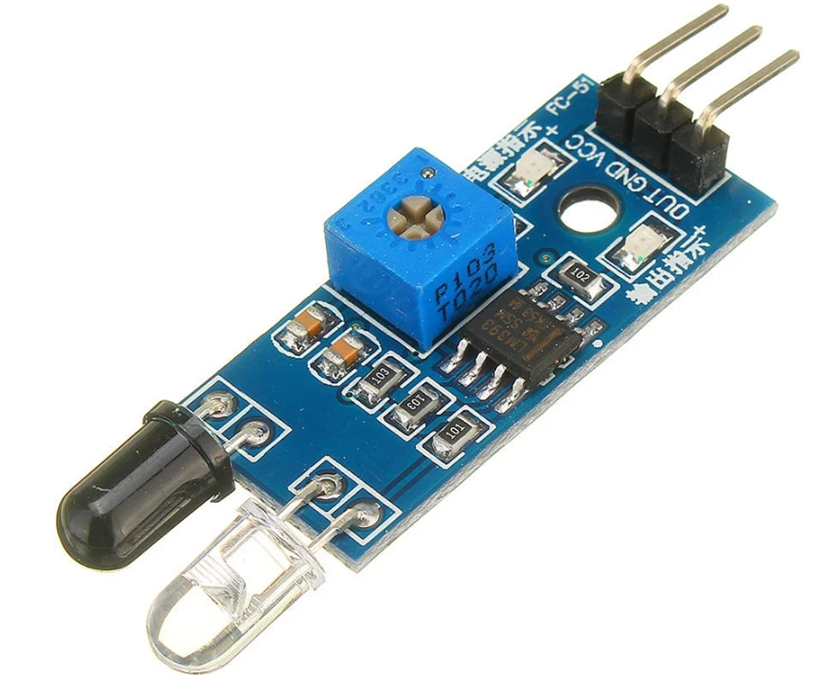 FC-51
VCC
GND
OUT
电源指示
+
输出指示
+
3362
P103
T020
102
LM393
103
103
101